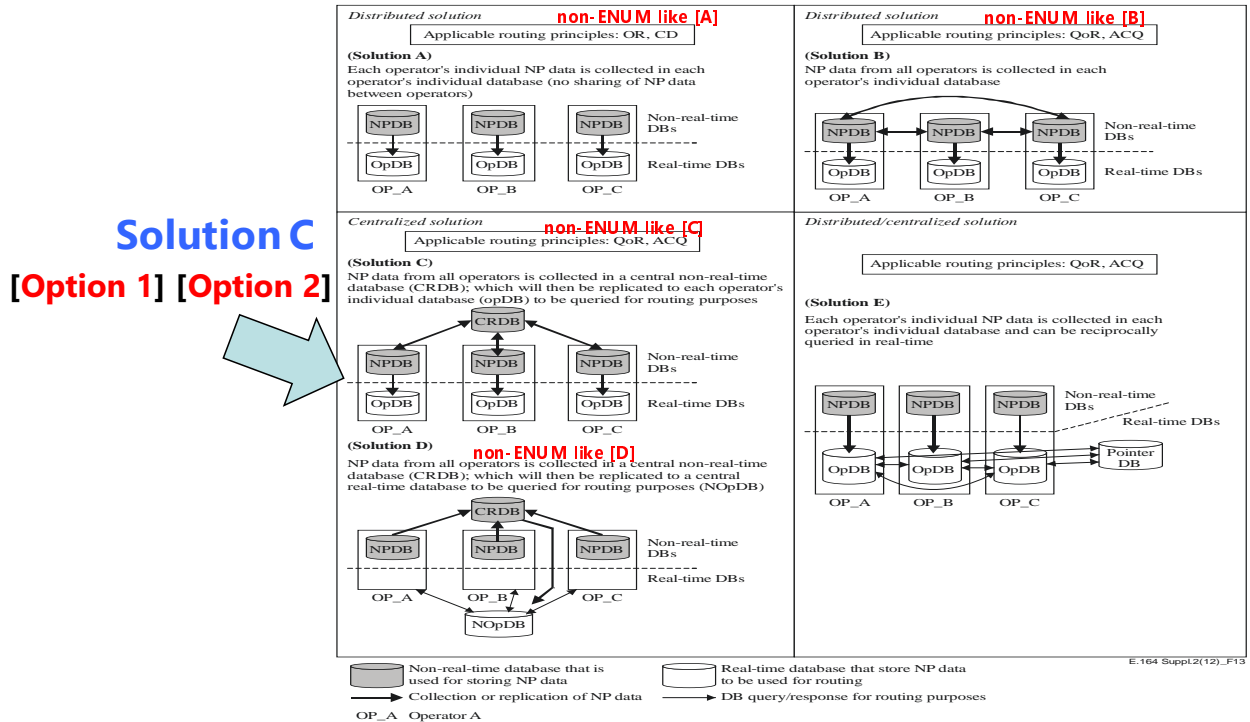 Distributed solution
non-ENUM like [A]
Applicable routing principles: OR, CD
(Solution A)
Each operator's individual NP data is collected in each
operator's individual database (no sharing of NP data
between operators)
NPDB NPDB NPDB
Non-real-time
DBs
OpDB OpDB OpDB
Real-time DBs
OP_A OP_B OP_C
Distributed solution
non-ENUM like [B]
Applicable routing principles: QoR, ACQ
(Solution B)
NP data from all operators is collected in each
operator's individual database
NPDB NPDB NPDB
Non-real-time
DBs
OpDB OpDB OpDB
Real-time DBs
OP_A OP_B OP_C
Solution C
[Option 1] [Option 2]
Centralized solution
non-ENUM like [C]
Applicable routing principles: QoR, ACQ
(Solution C)
NP data from all operators is collected in a central non-real-time
database (CRDB); which will then be replicated to each operator's
individual database (opDB) to be queried for routing purposes
CRDB
NPDB NPDB NPDB
Non-real-time
DBs
OpDB OpDB OpDB
Real-time DBs
OP_A OP_B OP_C
(Solution D)
non-ENUM like [D]
NP data from all operators is collected in a central non-real-time
database (CRDB); which will then be replicated to a central
real-time database to be queried for routing purposes (NOpDB)
CRDB
NPDB NPDB NPDB
Non-real-time
DBs
Real-time DBs
OP_A OP_B OP_C
NOpDB
Distributed/centralized solution
Applicable routing principles: QoR, ACQ
(Solution E)
Each operator's individual NP data is collected in each
operator's individual database and can be reciprocally
queried in real-time
NPDB NPDB NPDB
Non-real-time
DBs
Real-time DBs
OpDB OpDB OpDB
Pointer
DB
OP_A OP_B OP_C
E.164 Suppl.2(12)_F13
Non-real-time database that is
used for storing NP data
Real-time database that store NP data
to be used for routing
Collection or replication of NP data
DB query/response for routing purposes
OP_A Operator A